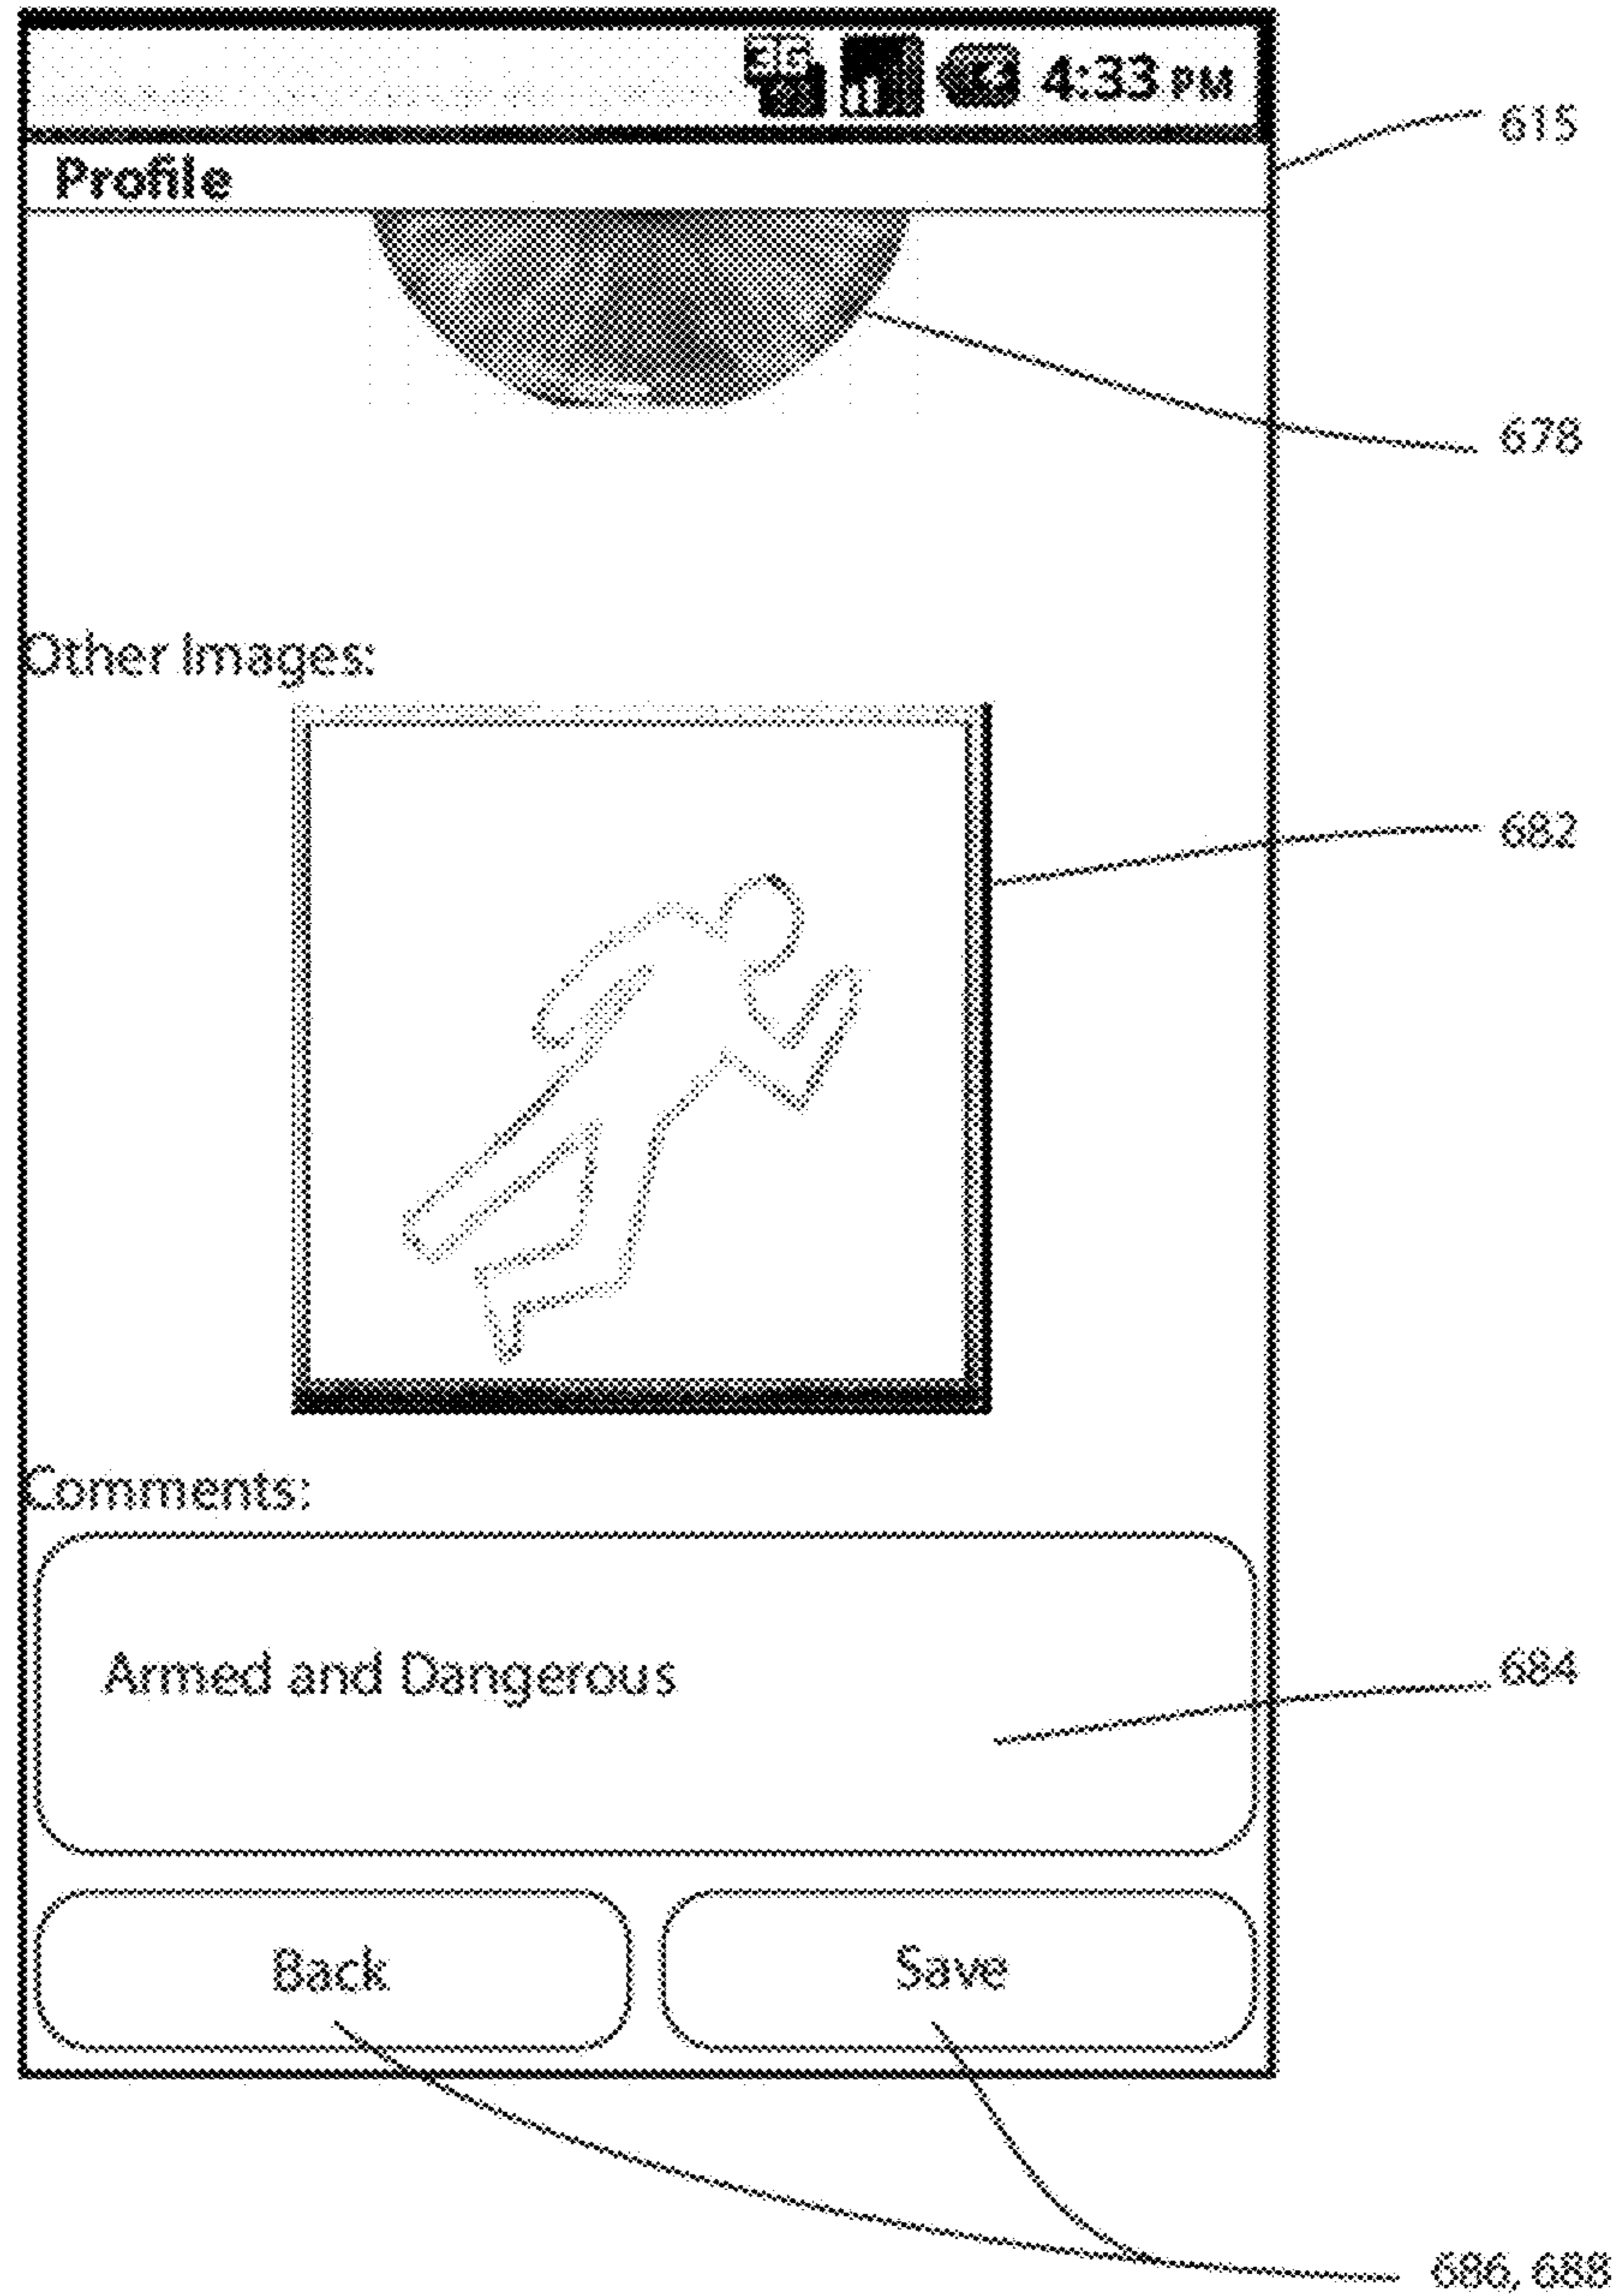 4:33 PM
615
Profile
678
Other Images:
682
Comments:
Armed and Dangerous
684
Back
Save
686, 688